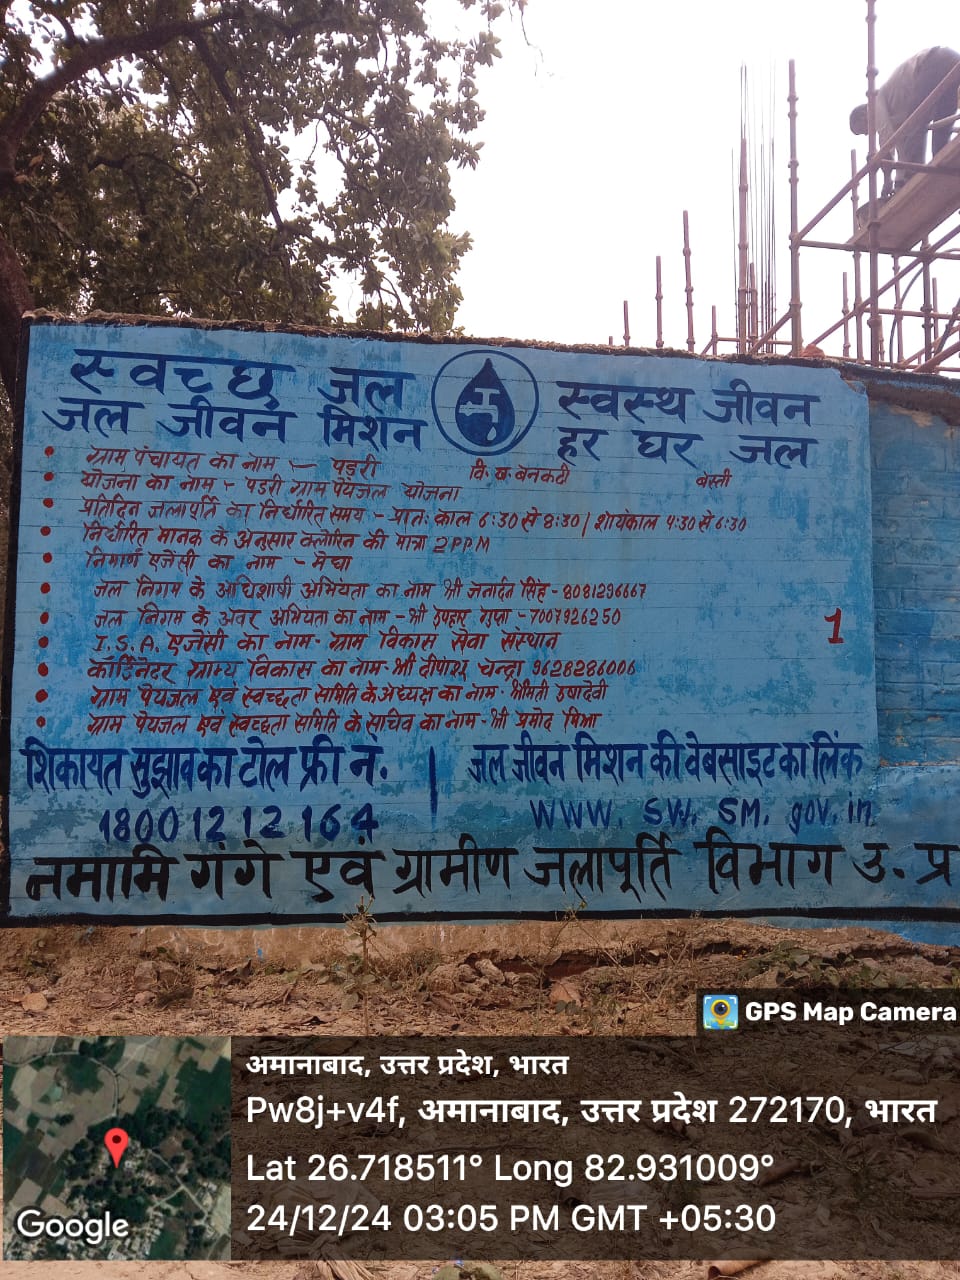 स्वच्छ जल स्वस्थ जीवन
जल जीवन मिशन हर घर जल
ग्राम पंचायत का नाम - पड़री वि. ख. बनकटी बस्ती
योजना का नाम - पडरी ग्राम पेयजल योजना
प्रतिदिन जलापूर्ति का निर्धारित समय - प्रातः काल 6:30 से 8:30 / शायंकाल 4:30 से 6:30
निर्धारित मानक के अनुसार क्लोरिन की मात्रा 2PPM
निमार्ण एजेंसी का नाम - मेघा
जल निगम के अधिशाषी अभियंता का नाम श्री जनार्दन सिंह - 8081296667
जल निगम के अवर अभियंता का नाम - श्री उपहार गुप्ता - 7007926250
I.S.A. एजेंसी का नाम - ग्राम विकास सेवा संस्थान
1
कॉर्डिनेटर ग्राम्य विकास का नाम - श्री दीपांशु चन्द्रा 9628286006
ग्राम पेयजल एवं स्वच्छता समिति के अध्यक्ष का नाम - श्रीमती उषादेवी
ग्राम पेयजल एवं स्वच्छता समिति के सचिव का नाम - श्री प्रमोद मिश्रा
शिकायत सुझाव का टोल फ्री नं. | जल जीवन मिशन की वेबसाइट का लिंक
1800 12 12 164 WWW. SW. SM. gov. in.
नमामि गंगे एवं ग्रामीण जलापूर्ति विभाग उ. प्र
GPS Map Camera
अमानाबाद, उत्तर प्रदेश, भारत
Pw8j+v4f, अमानाबाद, उत्तर प्रदेश 272170, भारत
Lat 26.718511° Long 82.931009°
24/12/24 03:05 PM GMT +05:30
Google